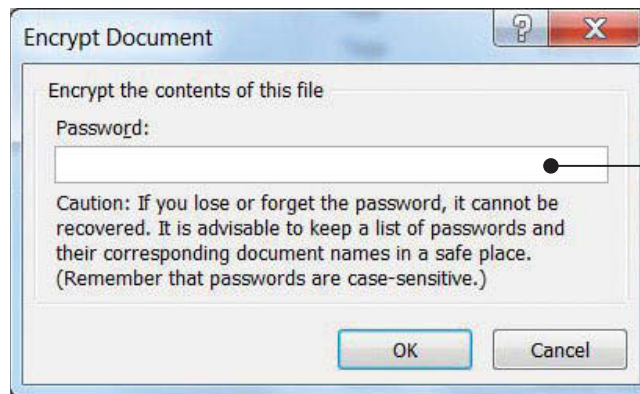 Encrypt Document
Encrypt the contents of this file
Password:
Caution: If you lose or forget the password, it cannot be
recovered. It is advisable to keep a list of passwords and
their corresponding document names in a safe place.
(Remember that passwords are case-sensitive.)
OK
Cancel